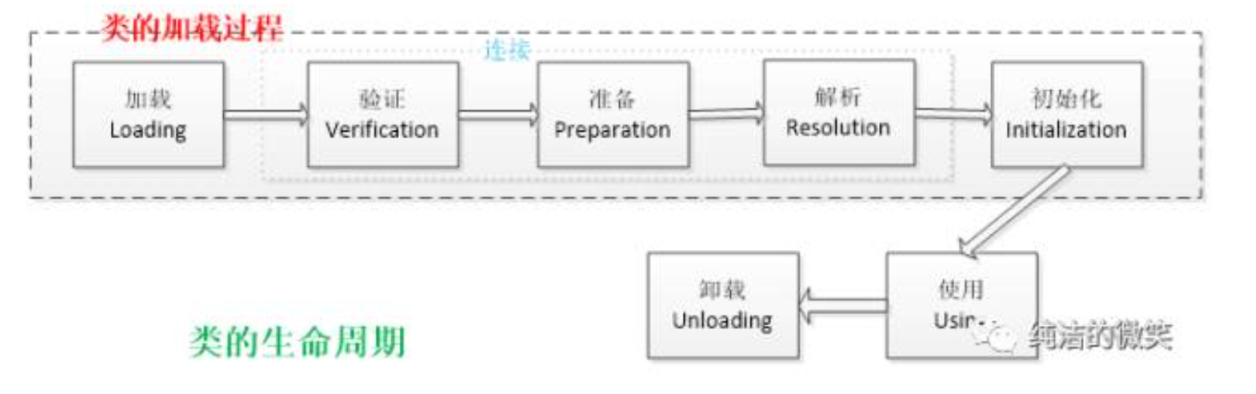 类的加载过程
连接
加载
Loading
验证
Verification
准备
Preparation
解析
Resolution
初始化
Initialization
卸载
Unloading
使用
类的生命周期
纯洁的微笑